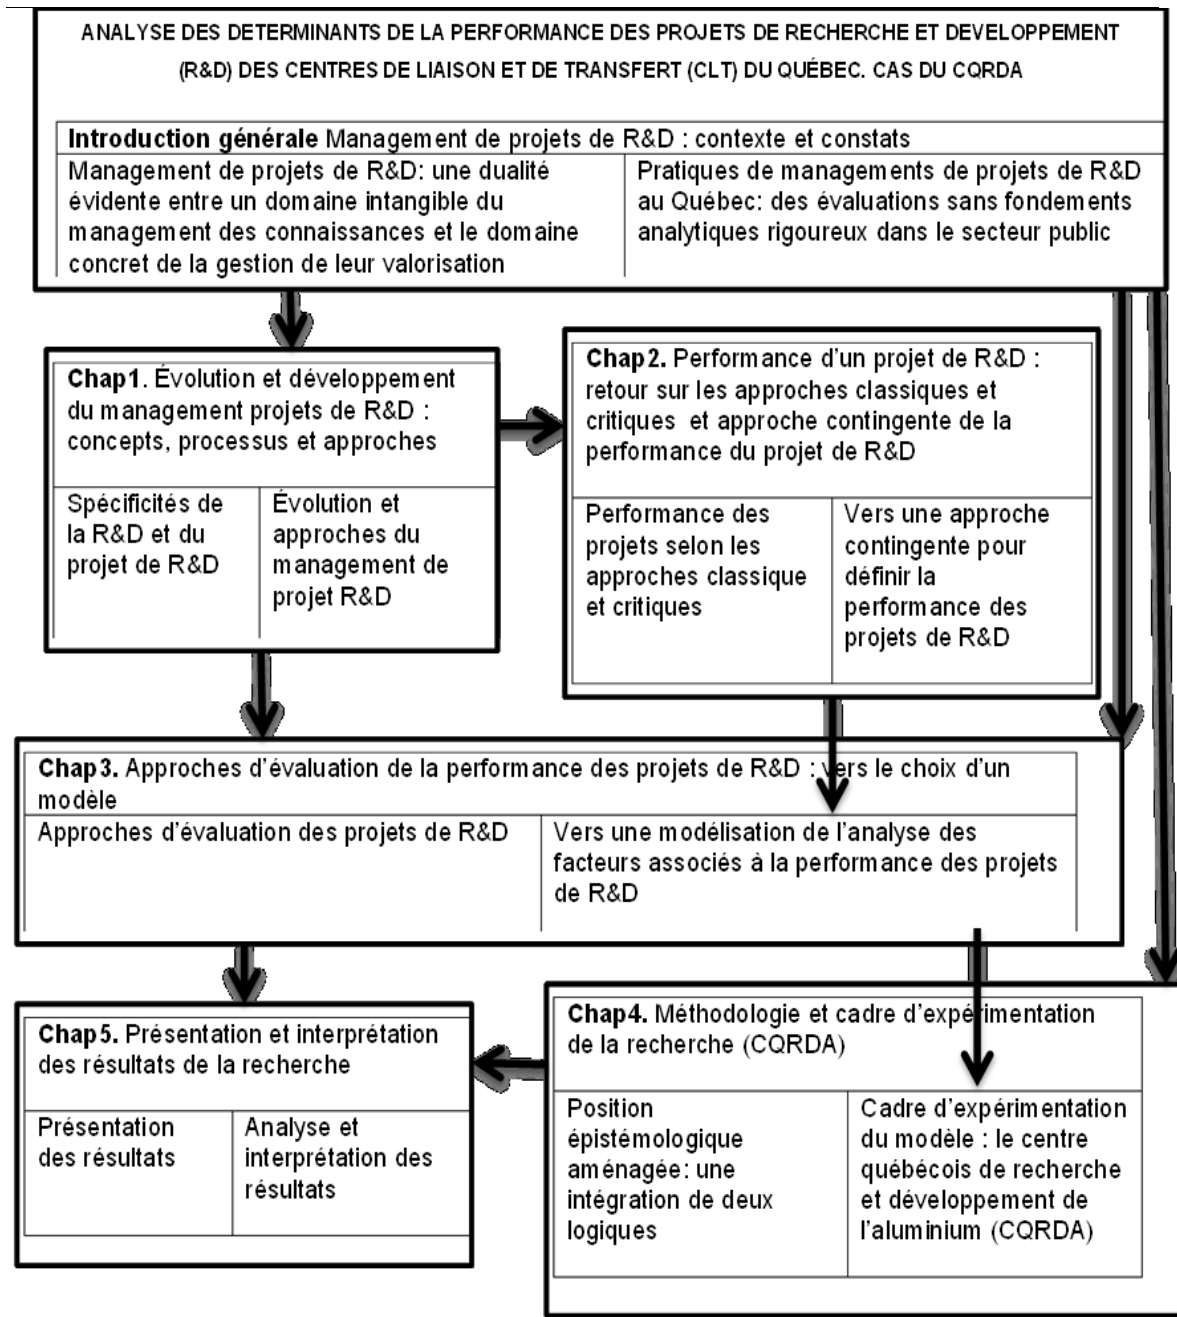 ANALYSE DES DETERMINANTS DE LA PERFORMANCE DES PROJETS DE RECHERCHE ET DEVELOPPEMENT
(R&D) DES CENTRES DE LIAISON ET DE TRANSFERT (CLT) DU QUÉBEC. CAS DU CQRDA
Introduction générale Management de projets de R&D : contexte et constats
Management de projets de R&D: une dualité
évidente entre un domaine intangible du
management des connaissances et le domaine
concret de la gestion de leur valorisation
Pratiques de managements de projets de R&D
au Québec: des évaluations sans fondements
analytiques rigoureux dans le secteur public
Chap1. Évolution et développement
du management projets de R&D :
concepts, processus et approches
Spécificités de
la R&D et du
projet de R&D
Évolution et
approches du
management de
projet R&D
Chap2. Performance d'un projet de R&D :
retour sur les approches classiques et
critiques et approche contingente de la
performance du projet de R&D
Performance des
projets selon les
approches classique
et critiques
Vers une approche
contingente pour
définir la
performance des
projets de R&D
Chap3. Approches d'évaluation de la performance des projets de R&D : vers le choix d'un
modèle
Approches d'évaluation des projets de R&D
Vers une modélisation de l'analyse des
facteurs associés à la performance des projets
de R&D
Chap4. Méthodologie et cadre d'expérimentation
de la recherche (CQRDA)
Position
épistémologique
aménagée: une
intégration de deux
logiques
Cadre d'expérimentation
du modèle : le centre
québécois de recherche
et développement de
l'aluminium (CQRDA)
Chap5. Présentation et interprétation
des résultats de la recherche
Présentation
des résultats
Analyse et
interprétation des
résultats